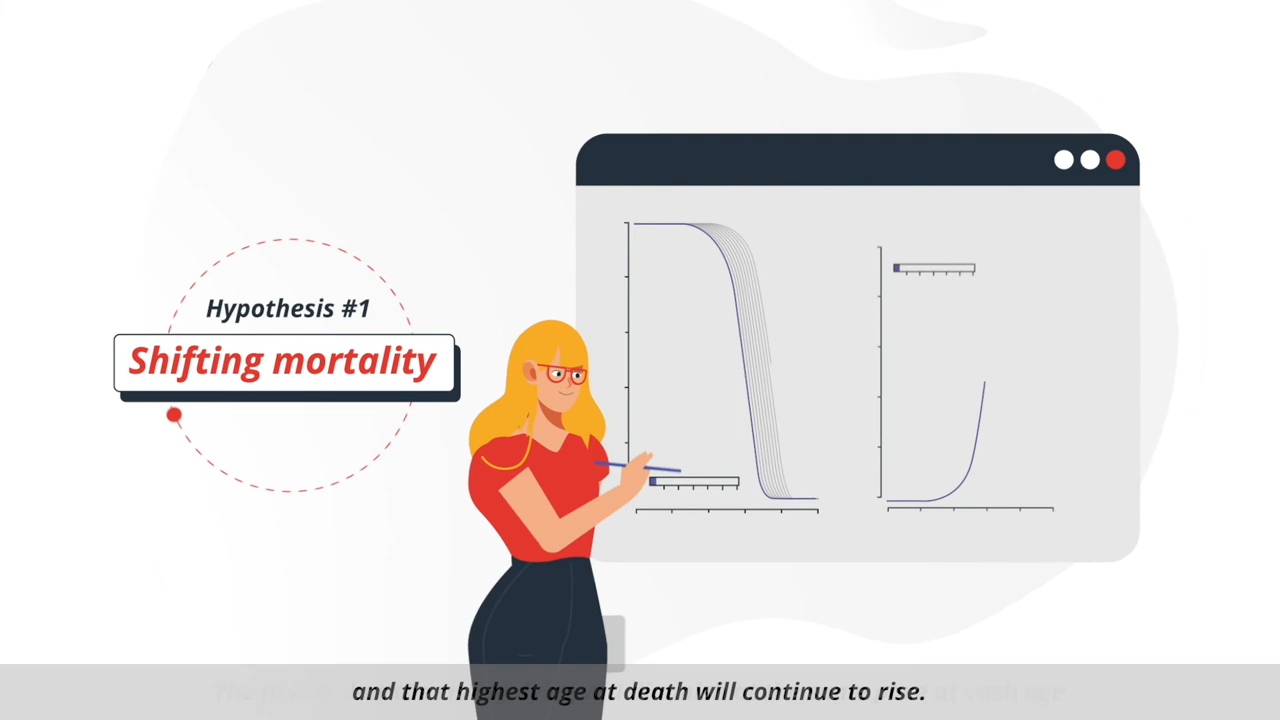 Hypothesis #1
Shifting mortality
and that highest age at death will continue to rise.